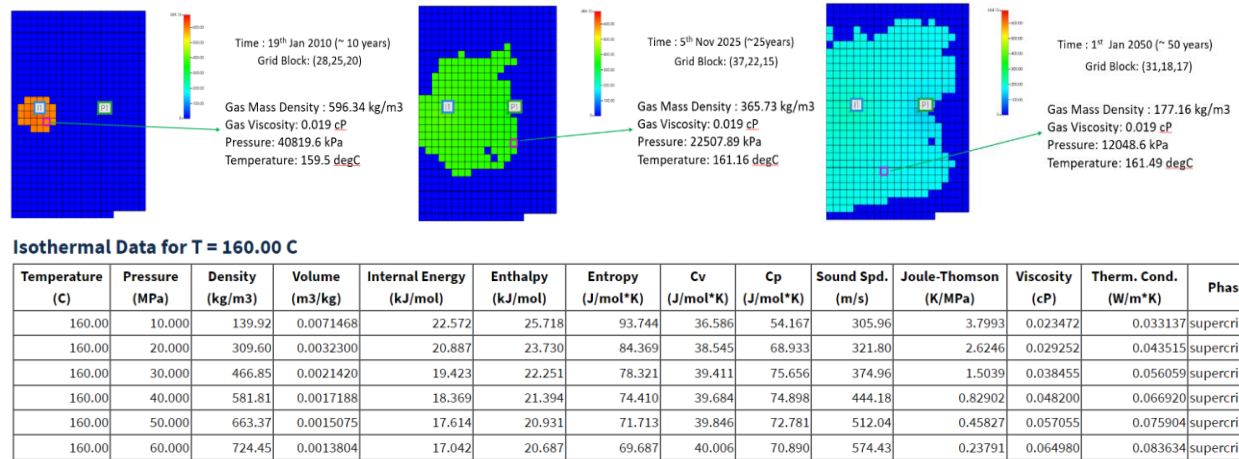 Time : 19th Jan 2010 (~ 10 years)
Grid Block: (28,25,20)
Gas Mass Density : 596.34 kg/m3
Gas Viscosity: 0.019 cP
Pressure: 40819.6 kPa
Temperature: 159.5 degC
I1
P1
Time : 5th Nov 2025 (~25years)
Grid Block: (37,22,15)
Gas Mass Density : 365.73 kg/m3
Gas Viscosity: 0.019 cP
Pressure: 22507.89 kPa
Temperature: 161.16 degC
P1
Time : 1st Jan 2050 (~ 50 years)
Grid Block: (31,18,17)
Gas Mass Density : 177.16 kg/m3
Gas Viscosity: 0.019 cP
Pressure: 12048.6 kPa
Temperature: 161.49 degC
P1
Isothermal Data for T = 160.00 C
Temperature (C) Pressure (MPa) Density (kg/m3) Volume (m3/kg) Internal Energy (kJ/mol) Enthalpy (kJ/mol) Entropy (J/mol*K) Cv (J/mol*K) Cp (J/mol*K) Sound Spd. (m/s) Joule-Thomson (K/MPa) Viscosity (cP) Therm. Cond. (W/m*K) Phas
160.00 10.000 139.92 0.0071468 22.572 25.718 93.744 36.586 54.167 305.96 3.7993 0.023472 0.033137 supercri
160.00 20.000 309.60 0.0032300 20.887 23.730 84.369 38.545 68.933 321.80 2.6246 0.029252 0.043515 supercri
160.00 30.000 466.85 0.0021420 19.423 22.251 78.321 39.411 75.656 374.96 1.5039 0.038455 0.056059 supercri
160.00 40.000 581.81 0.0017188 18.369 21.394 74.410 39.684 74.898 444.18 0.82902 0.048200 0.066920 supercri
160.00 50.000 663.37 0.0015075 17.614 20.931 71.713 39.846 72.781 512.04 0.45827 0.057055 0.075904 supercri
160.00 60.000 724.45 0.0013804 17.042 20.687 69.687 40.006 70.890 574.43 0.23791 0.064980 0.083634 supercri